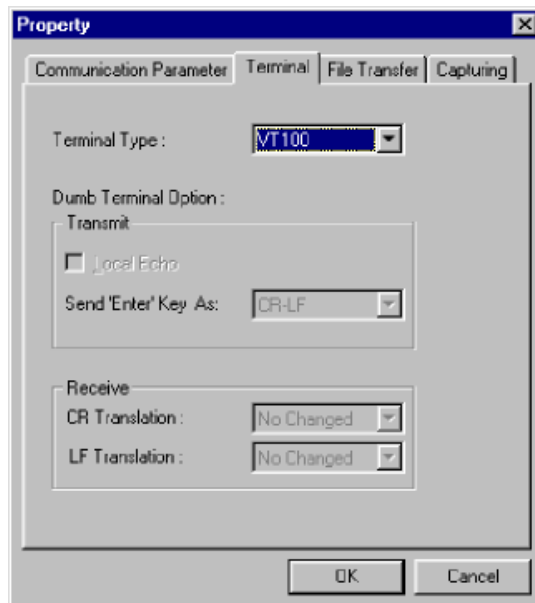 Property
Communication Parameter Terminal File Transfer Capturing
Terminal Type : VT100
Dumb Terminal Option :
Transmit
Local Echo
Send 'Enter' Key As: CR-LF
Receive
CR Translation : No Changed
LF Translation : No Changed
OK Cancel